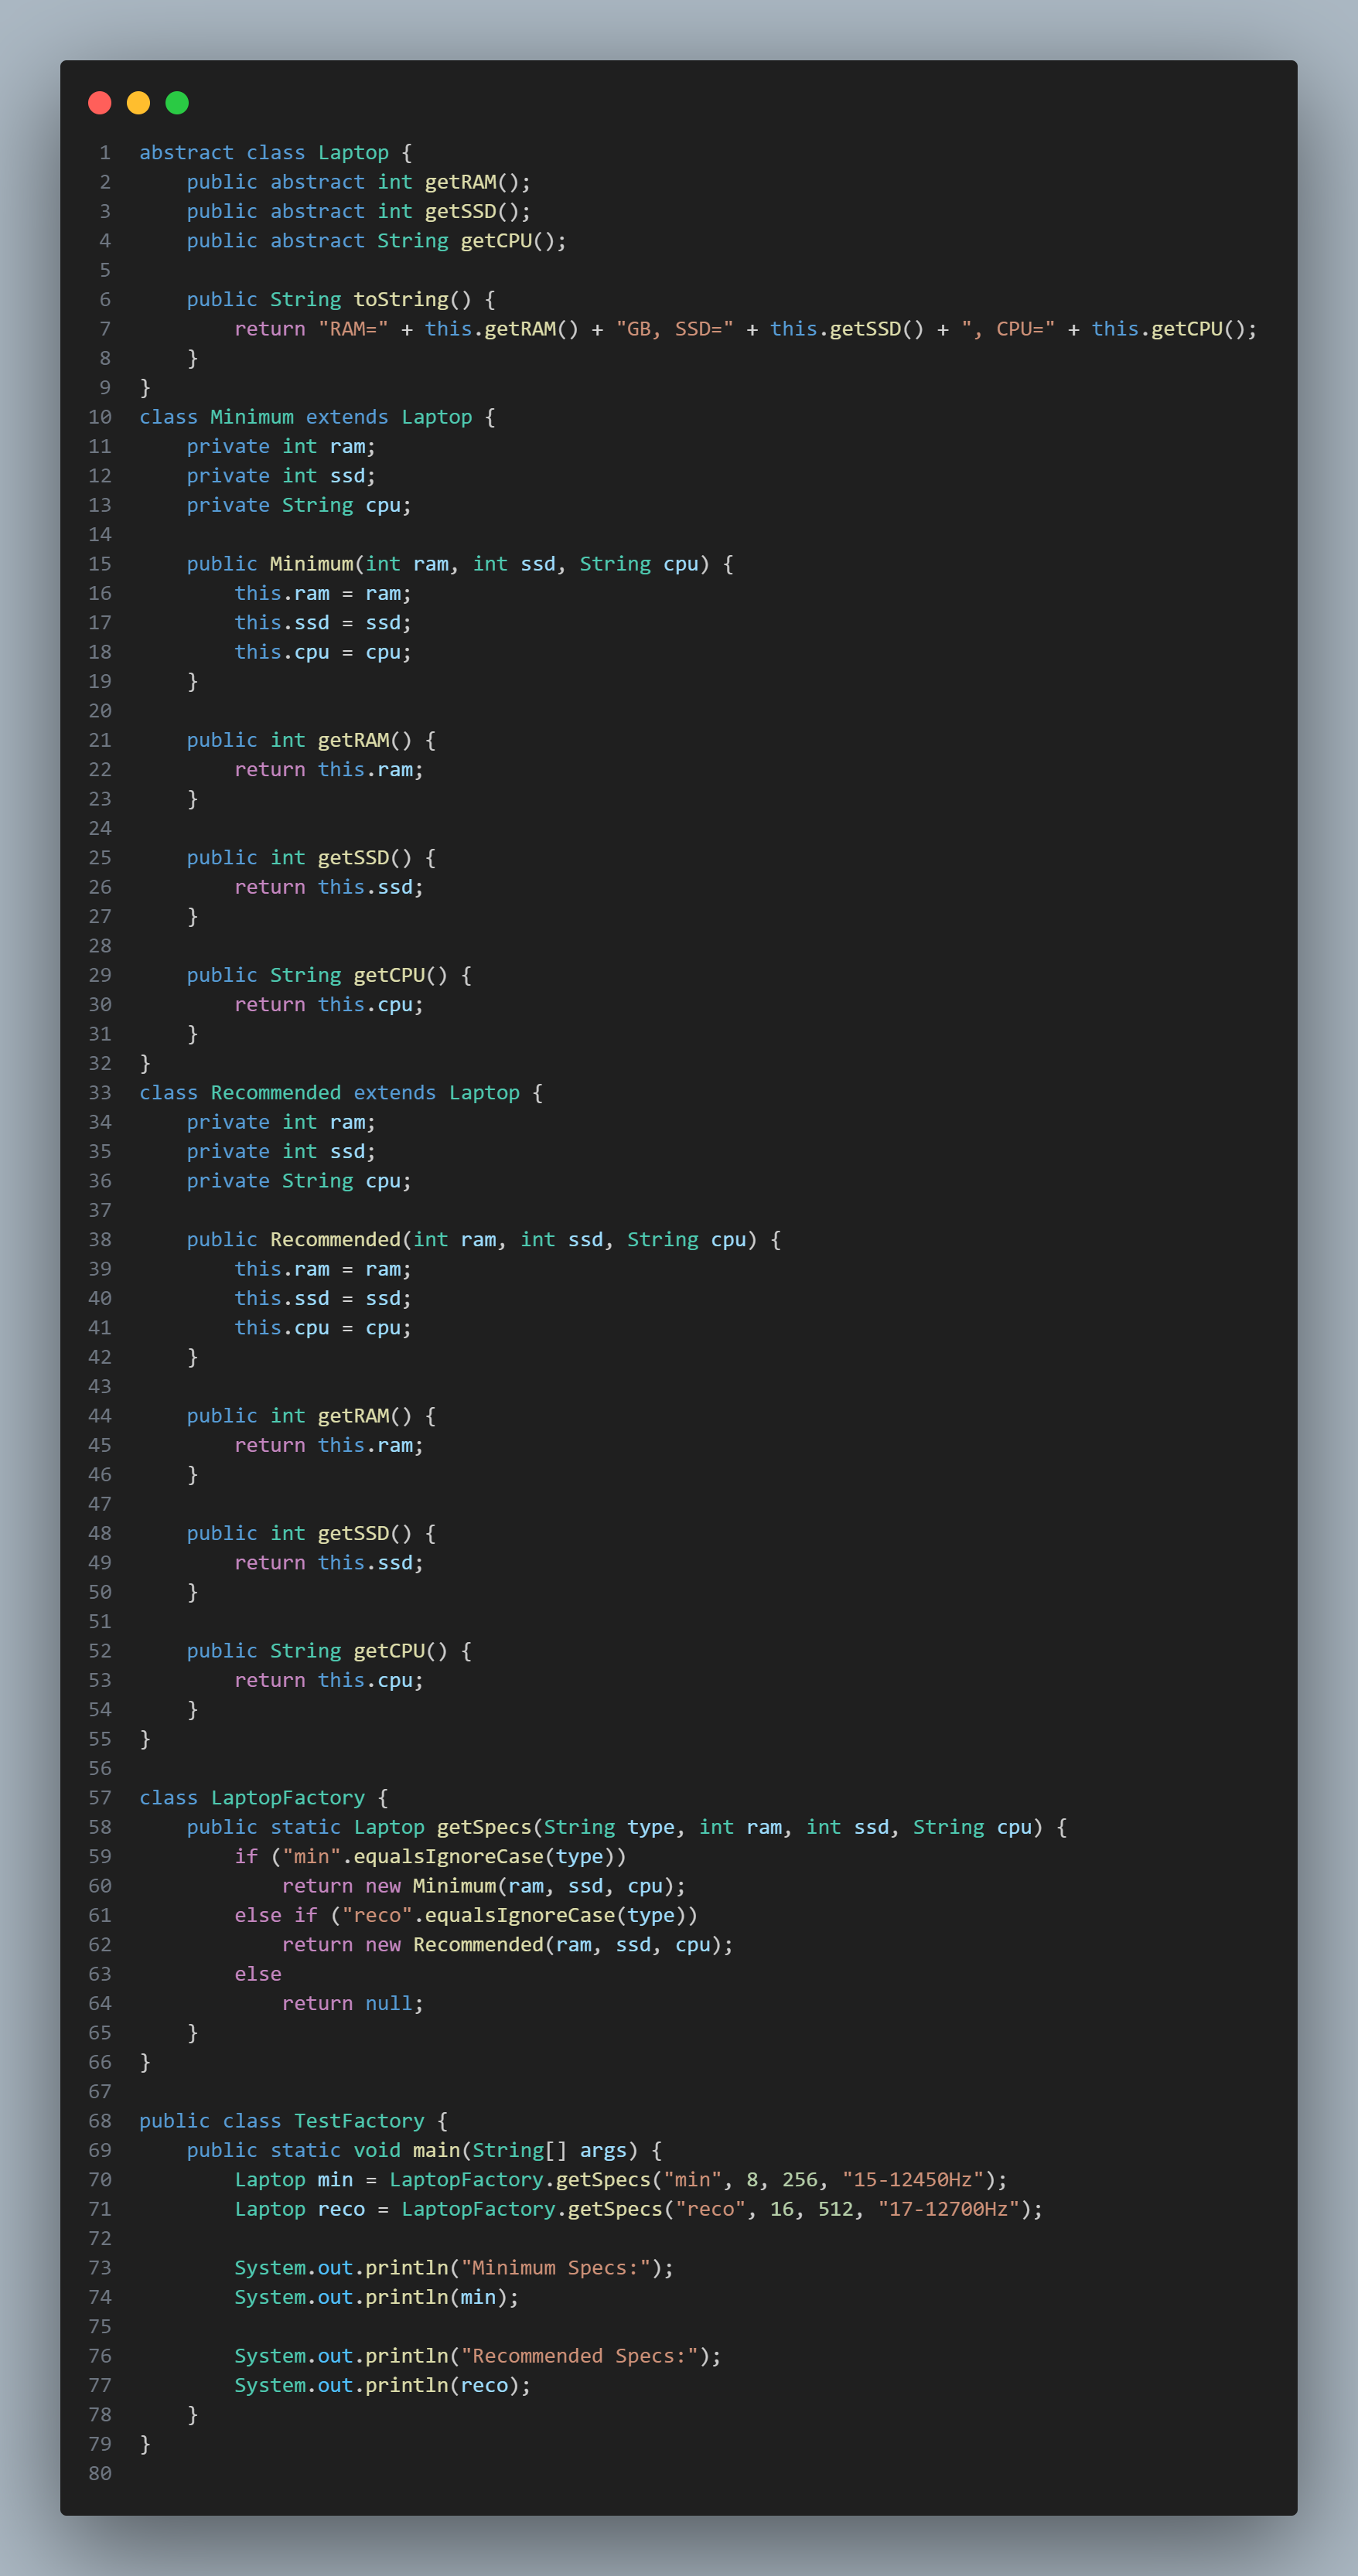 1 abstract class Laptop {
2     public abstract int getRAM();
3     public abstract int getSSD();
4     public abstract String getCPU();
5
6     public String toString() {
7         return "RAM=" + this.getRAM() + "GB, SSD=" + this.getSSD() + ", CPU=" + this.getCPU();
8     }
9 }
10 class Minimum extends Laptop {
11     private int ram;
12     private int ssd;
13     private String cpu;
14
15     public Minimum(int ram, int ssd, String cpu) {
16         this.ram = ram;
17         this.ssd = ssd;
18         this.cpu = cpu;
19     }
20
21     public int getRAM() {
22         return this.ram;
23     }
24
25     public int getSSD() {
26         return this.ssd;
27     }
28
29     public String getCPU() {
30         return this.cpu;
31     }
32 }
33 class Recommended extends Laptop {
34     private int ram;
35     private int ssd;
36     private String cpu;
37
38     public Recommended(int ram, int ssd, String cpu) {
39         this.ram = ram;
40         this.ssd = ssd;
41         this.cpu = cpu;
42     }
43
44     public int getRAM() {
45         return this.ram;
46     }
47
48     public int getSSD() {
49         return this.ssd;
50     }
51
52     public String getCPU() {
53         return this.cpu;
54     }
55 }
56
57 class LaptopFactory {
58     public static Laptop getSpecs(String type, int ram, int ssd, String cpu) {
59         if ("min".equalsIgnoreCase(type))
60             return new Minimum(ram, ssd, cpu);
61         else if ("reco".equalsIgnoreCase(type))
62             return new Recommended(ram, ssd, cpu);
63         else
64             return null;
65     }
66 }
67
68 public class TestFactory {
69     public static void main(String[] args) {
70         Laptop min = LaptopFactory.getSpecs("min", 8, 256, "15-12450Hz");
71         Laptop reco = LaptopFactory.getSpecs("reco", 16, 512, "17-12700Hz");
72
73         System.out.println("Minimum Specs:");
74         System.out.println(min);
75
76         System.out.println("Recommended Specs:");
77         System.out.println(reco);
78     }
79 }
80